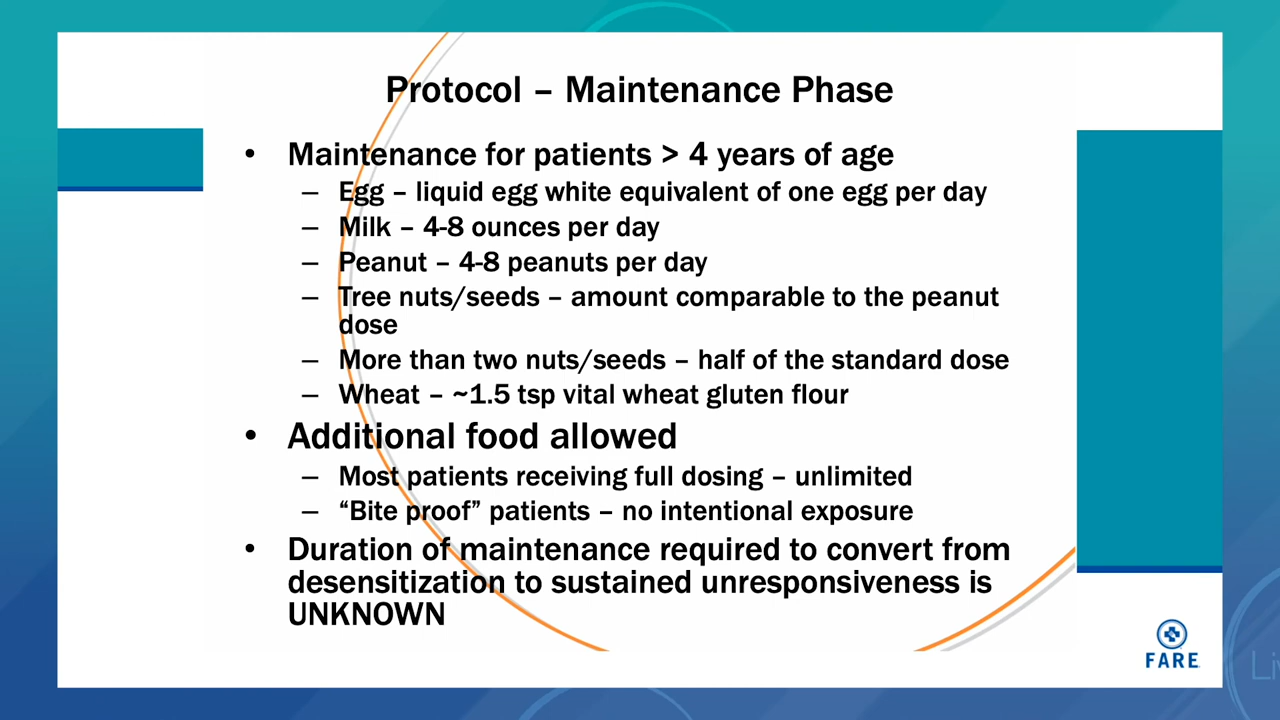 Protocol – Maintenance Phase
• Maintenance for patients > 4 years of age
– Egg – liquid egg white equivalent of one egg per day
– Milk – 4-8 ounces per day
– Peanut – 4-8 peanuts per day
– Tree nuts/seeds – amount comparable to the peanut
dose
– More than two nuts/seeds – half of the standard dose
– Wheat – ~1.5 tsp vital wheat gluten flour
• Additional food allowed
– Most patients receiving full dosing – unlimited
– “Bite proof” patients – no intentional exposure
• Duration of maintenance required to convert from
desensitization to sustained unresponsiveness is
UNKNOWN
FARE